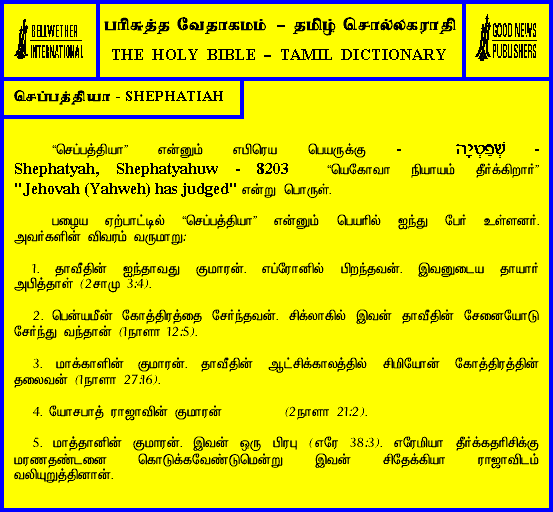 BELLWETHER
INTERNATIONAL
பரிசுத்த வேதாகமம் – தமிழ் சொல்லகராதி
THE HOLY BIBLE – TAMIL DICTIONARY
GOOD NEWS
PUBLISHERS
செப்பத்தியா - SHEPHATIAH
“செப்பத்தியா” என்னும் எபிரெய பெயருக்கு - שְׁפַטְיָה -
Shephatyah, Shephatyahuw - 8203 “யெகோவா நியாயம் தீர்க்கிறார்”
"Jehovah (Yahweh) has judged" என்று பொருள்.
பழைய ஏற்பாட்டில் “செப்பத்தியா” என்னும் பெயரில் ஐந்து பேர் உள்ளனர்.
அவர்களின் விவரம் வருமாறு:
1. தாவீதின் ஐந்தாவது குமாரன். எப்ரோனில் பிறந்தவன். இவனுடைய தாயார்
அபித்தாள் (2சாமு 3:4).
2. பென்யமீன் கோத்திரத்தை சேர்ந்தவன். சிக்லாகில் இவன் தாவீதின் சேனையோடு
சேர்ந்து வந்தான் (1நாளா 12:5).
3. மாக்காளின் குமாரன். தாவீதின் ஆட்சிக்காலத்தில் சிமியோன் கோத்திரத்தின்
தலைவன் (1நாளா 27:16).
4. யோசபாத் ராஜாவின் குமாரன் (2நாளா 21:2).
5. மாத்தானின் குமாரன். இவன் ஒரு பிரபு (எரே 38:3). எரேமியா தீர்க்கதரிசிக்கு
மரணதண்டனை கொடுக்கவேண்டுமென்று இவன் சிதேக்கியா ராஜாவிடம்
வலியுறுத்தினான்.